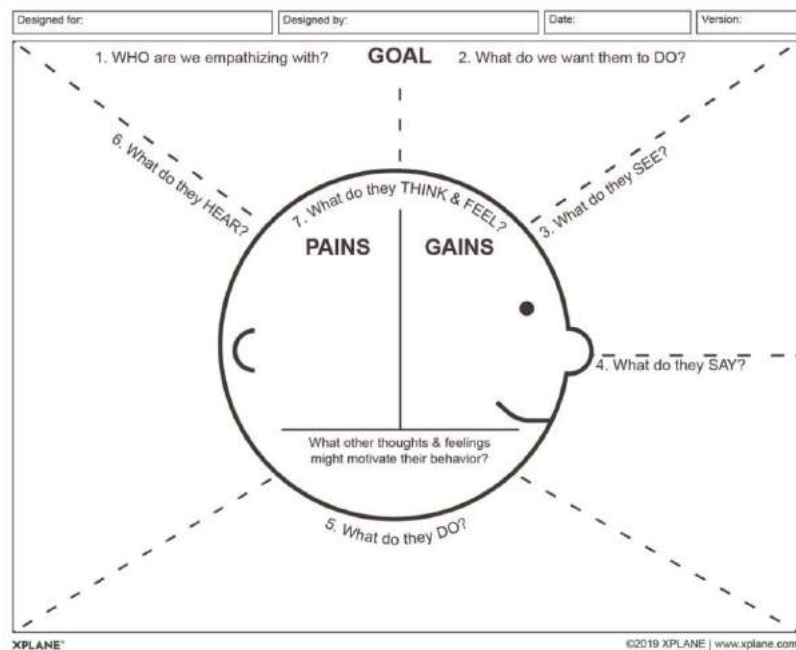 Designed for:
Designed by:
Date:
Version:
1. WHO are we empathizing with?
GOAL
2. What do we want them to DO?
6. What do they HEAR?
7. What do they THINK & FEEL?
3. What do they SEE?
PAINS
GAINS
4. What do they SAY?
What other thoughts & feelings
might motivate their behavior?
5. What do they DO?
XPLANE™
©2019 XPLANE | www.xplane.com